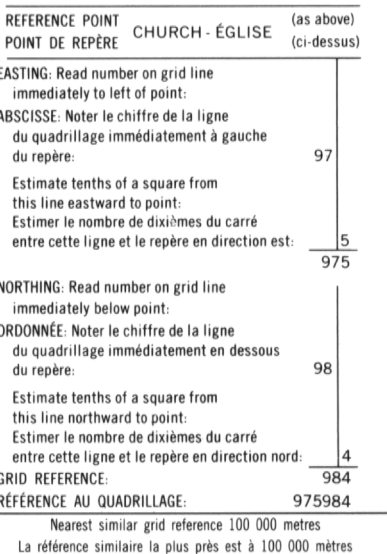 REFERENCE POINT CHURCH - ÉGLISE (as above)
POINT DE REPÈRE (ci-dessus)
EASTING: Read number on grid line
immediately to left of point:
ABSCISSE: Noter le chiffre de la ligne
du quadrillage immédiatement à gauche
du repère: 97
Estimate tenths of a square from
this line eastward to point:
Estimer le nombre de dixièmes du carré
entre cette ligne et le repère en direction est: 5
975
NORTHING: Read number on grid line
immediately below point:
ORDONNÉE: Noter le chiffre de la ligne
du quadrillage immédiatement en dessous
du repère: 98
Estimate tenths of a square from
this line northward to point:
Estimer le nombre de dixièmes du carré
entre cette ligne et le repère en direction nord: 4
GRID REFERENCE: 984
RÉFÉRENCE AU QUADRILLAGE: 975984
Nearest similar grid reference 100 000 metres
La référence similaire la plus près est à 100 000 mètres